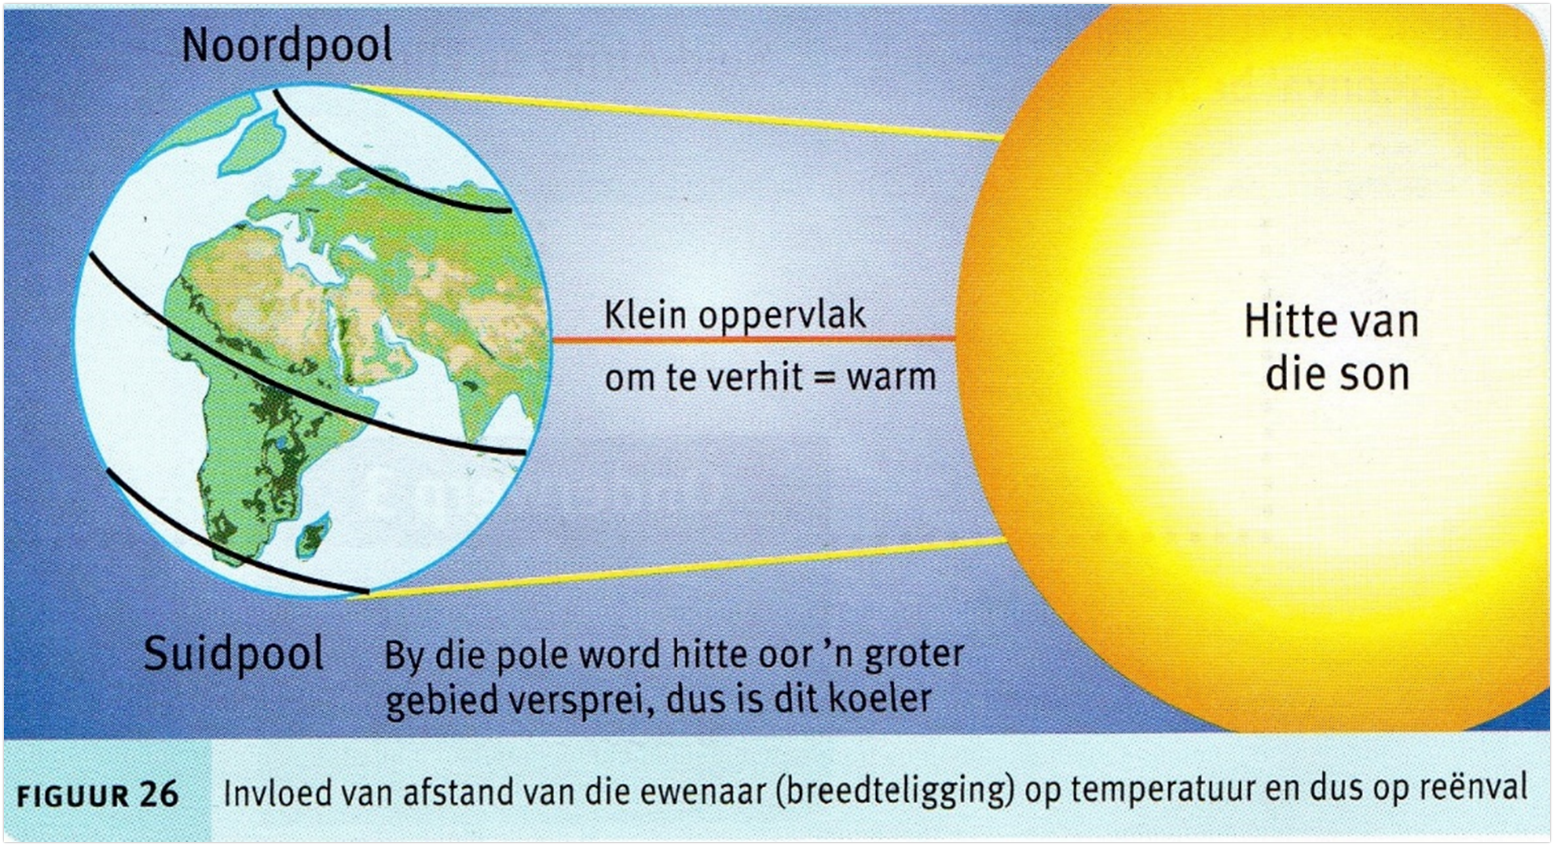 Noordpool
Klein oppervlak
om te verhit = warm
Hitte van
die son
Suidpool
By die pole word hitte oor 'n groter
gebied versprei, dus is dit koeler
FIGUUR 26 Invloed van afstand van die ewenaar (breedteligging) op temperatuur en dus op reënval